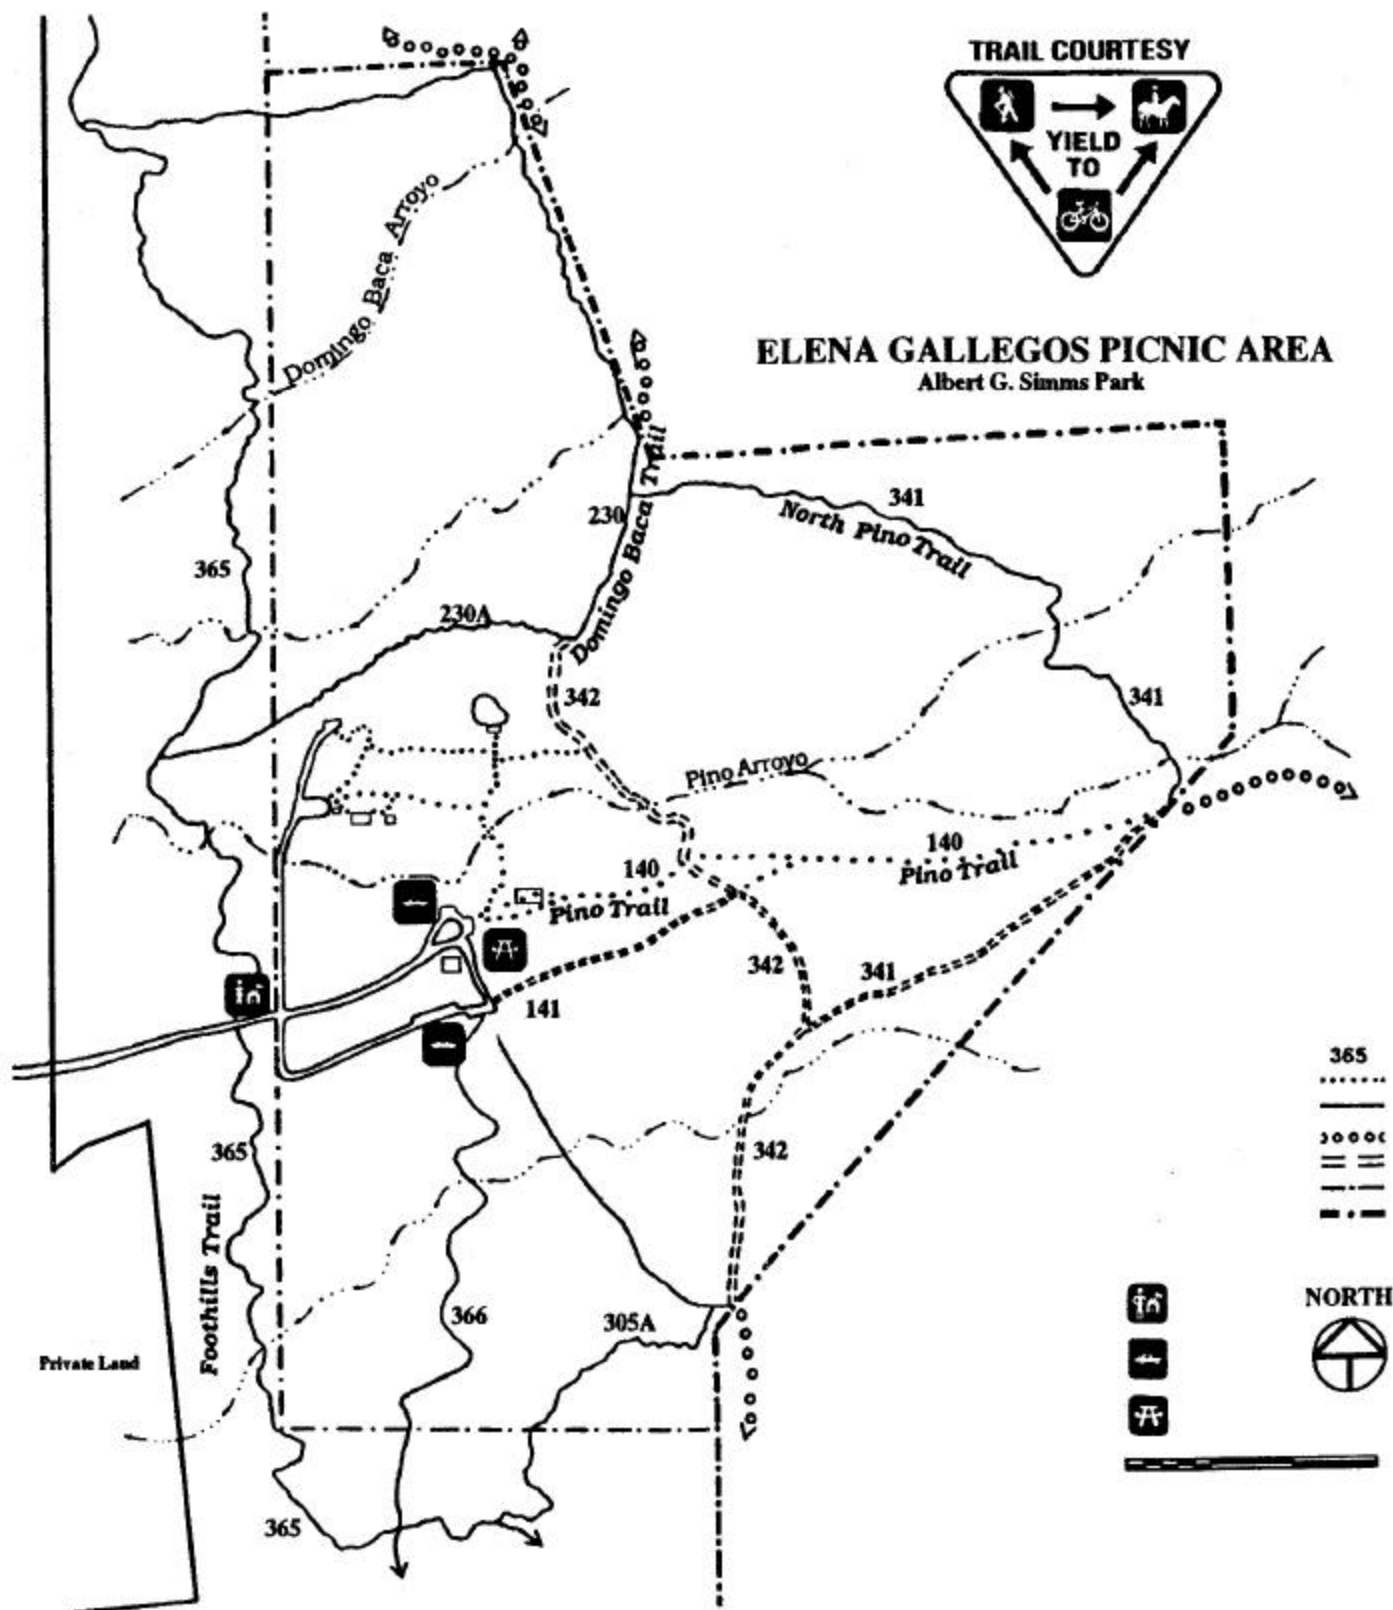 TRAIL COURTESY
YIELD
TO
ELENA GALLEGOS PICNIC AREA
Albert G. Simms Park
Domingo Baca Arroyo
341
North Pino Trail
230
Domingo Baca Trail
365
230A
342
341
Pino Arroyo
140
Pino Trail
140
Pino Trail
342
341
141
365
365
342
Foothills Trail
366
305A
NORTH
Private Land
365